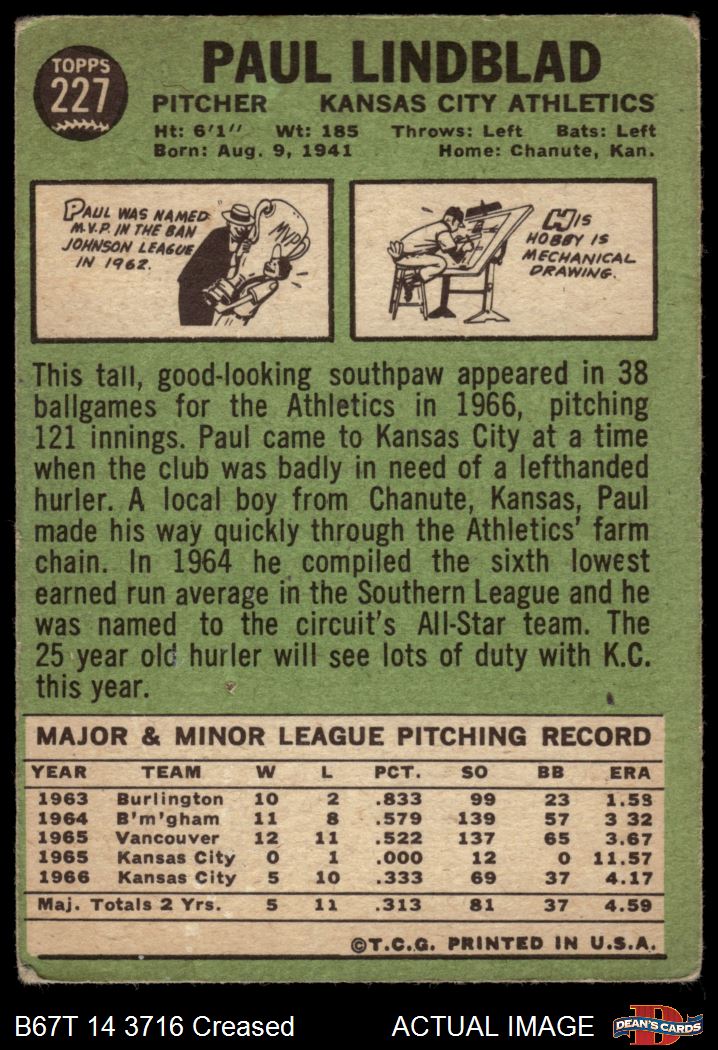 TOPPS
227
PAUL LINDBLAD
PITCHER KANSAS CITY ATHLETICS
Ht: 6'1" Wt: 185 Throws: Left Bats: Left
Born: Aug. 9, 1941 Home: Chanute, Kan.
PAUL WAS NAMED
M.V.P. IN THE BAN
JOHNSON LEAGUE
IN 1962.
MVP
HIS
HOBBY IS
MECHANICAL
DRAWING.
This tall, good-looking southpaw appeared in 38
ballgames for the Athletics in 1966, pitching
121 innings. Paul came to Kansas City at a time
when the club was badly in need of a lefthanded
hurler. A local boy from Chanute, Kansas, Paul
made his way quickly through the Athletics' farm
chain. In 1964 he compiled the sixth lowest
earned run average in the Southern League and he
was named to the circuit's All-Star team. The
25 year old hurler will see lots of duty with K.C.
this year.
MAJOR & MINOR LEAGUE PITCHING RECORD
YEAR TEAM W L PCT. SO BB ERA
1963 Burlington 10 2 .833 99 23 1.58
1964 B'm'gham 11 8 .579 139 57 3 32
1965 Vancouver 12 11 .522 137 65 3.67
1965 Kansas City 0 1 .000 12 0 11.57
1966 Kansas City 5 10 .333 69 37 4.17
Maj. Totals 2 Yrs. 5 11 .313 81 37 4.59
©T.C.G. PRINTED IN U.S.A.
B67T 14 3716 Creased ACTUAL IMAGE
D
DEAN'S CARDS